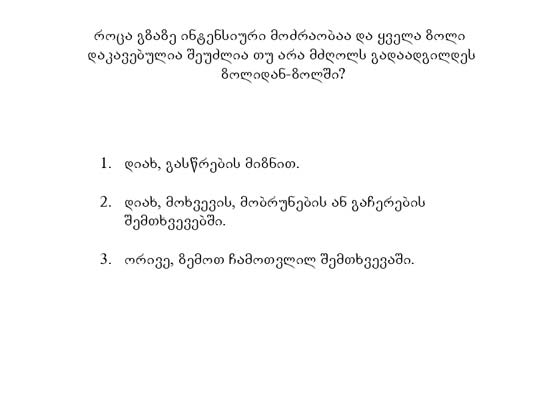 როცა გზაზე ინტენსიური მოძრაობაა და ყველა ზოლი
დაკავებულია შეუძლია თუ არა მძღოლს გადაადგილდეს
ზოლიდან-ზოლში?
1. დიახ, გასწრების მიზნით.
2. დიახ, მოხვევის, მობრუნების ან გაჩერების
შემთხვევებში.
3. ორივე, ზემოთ ჩამოთვლილ შემთხვევაში.